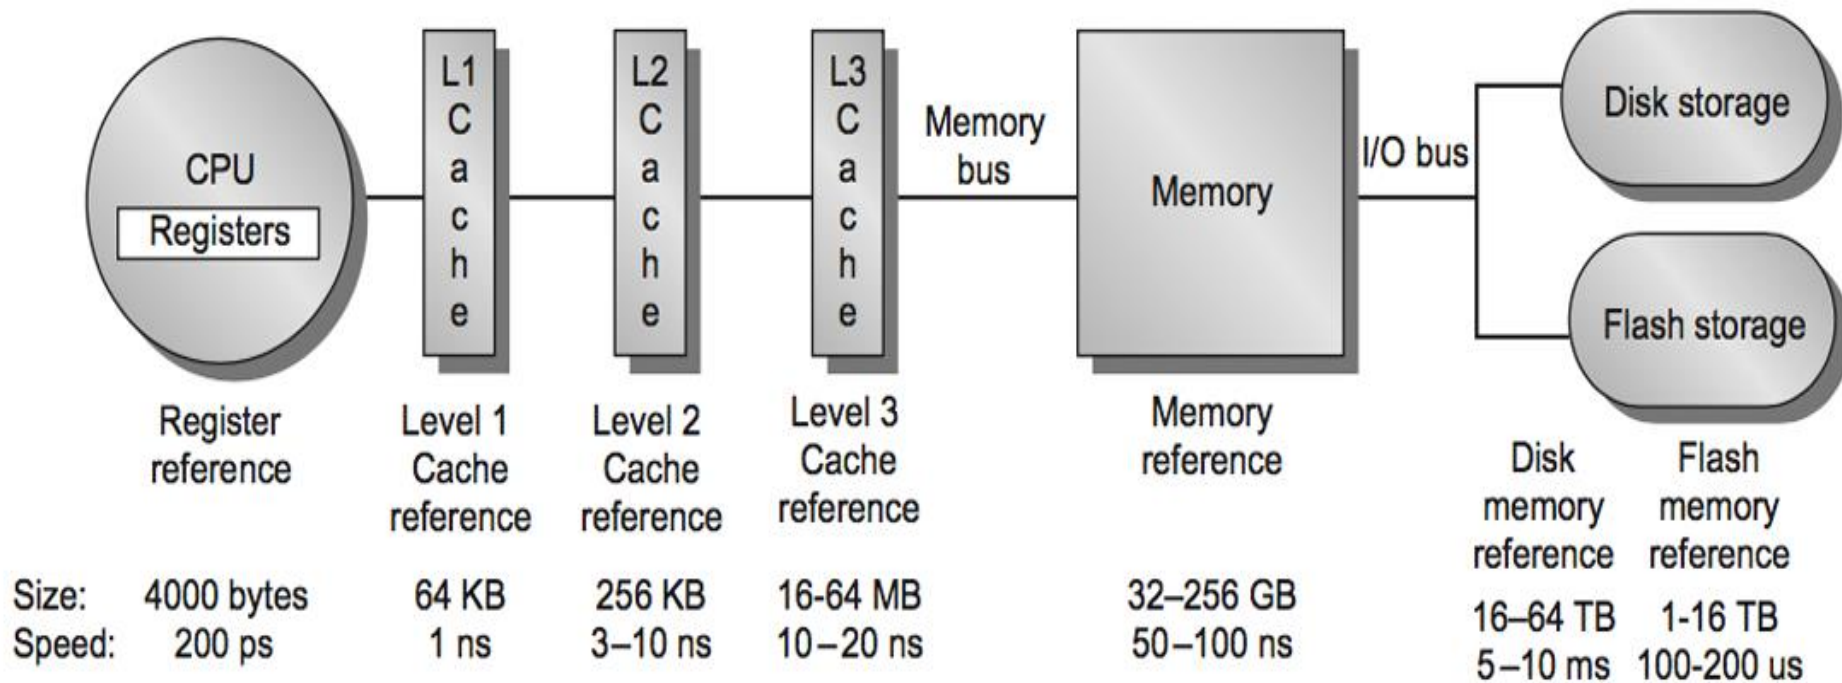 CPU
Registers
L1
C
a
c
h
e
L2
C
a
c
h
e
L3
C
a
c
h
e
Memory
bus
Memory
I/O bus
Disk storage
Flash storage
Register
reference
Level 1
Cache
reference
Level 2
Cache
reference
Level 3
Cache
reference
Memory
reference
Disk
memory
reference
Flash
memory
reference
Size: 4000 bytes 64 KB 256 KB 16-64 MB 32–256 GB 16–64 TB 1-16 TB
Speed: 200 ps 1 ns 3–10 ns 10–20 ns 50–100 ns 5–10 ms 100-200 us